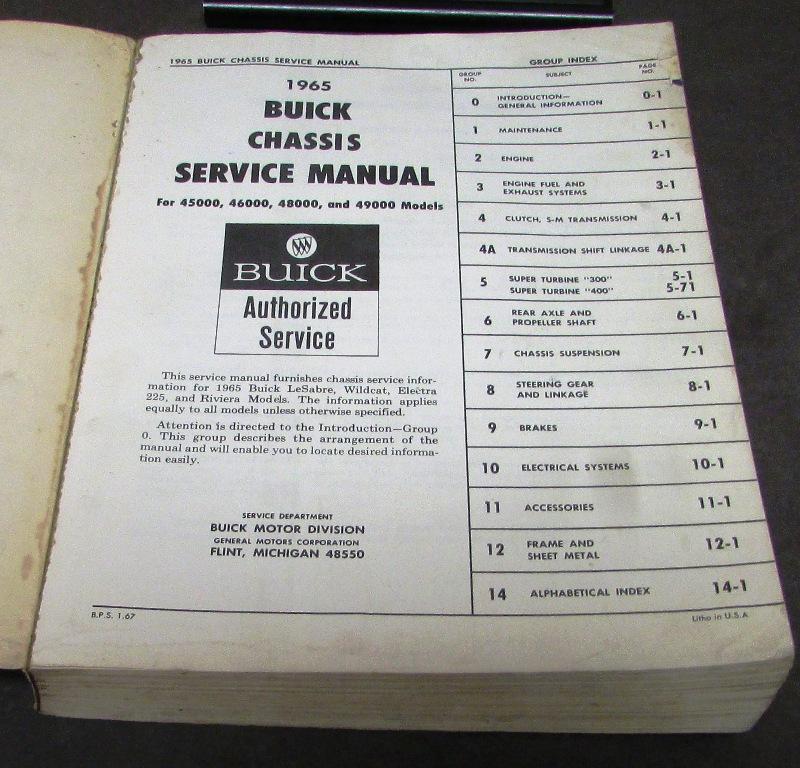 1965 BUICK CHASSIS SERVICE MANUAL
1965
BUICK
CHASSIS
SERVICE MANUAL
For 45000, 46000, 48000, and 49000 Models
BUICK
Authorized
Service
This service manual furnishes chassis service infor-
mation for 1965 Buick LeSabre, Wildcat, Electra
225, and Riviera Models. The information applies
equally to all models unless otherwise specified.
Attention is directed to the Introduction—Group
0. This group describes the arrangement of the
manual and will enable you to locate desired informa-
tion easily.
SERVICE DEPARTMENT
BUICK MOTOR DIVISION
GENERAL MOTORS CORPORATION
FLINT, MICHIGAN 48550
B.P.S. 1.67
GROUP INDEX
GROUP NO. SUBJECT PAGE NO.
0 INTRODUCTION— 0-1
GENERAL INFORMATION
1 MAINTENANCE 1-1
2 ENGINE 2-1
3 ENGINE FUEL AND 3-1
EXHAUST SYSTEMS
4 CLUTCH, S-M TRANSMISSION 4-1
4A TRANSMISSION SHIFT LINKAGE 4A-1
5 SUPER TURBINE "300" 5-1
SUPER TURBINE "400" 5-71
6 REAR AXLE AND 6-1
PROPELLER SHAFT
7 CHASSIS SUSPENSION 7-1
8 STEERING GEAR 8-1
AND LINKAGE
9 BRAKES 9-1
10 ELECTRICAL SYSTEMS 10-1
11 ACCESSORIES 11-1
12 FRAME AND 12-1
SHEET METAL
14 ALPHABETICAL INDEX 14-1
Litho in U.S.A